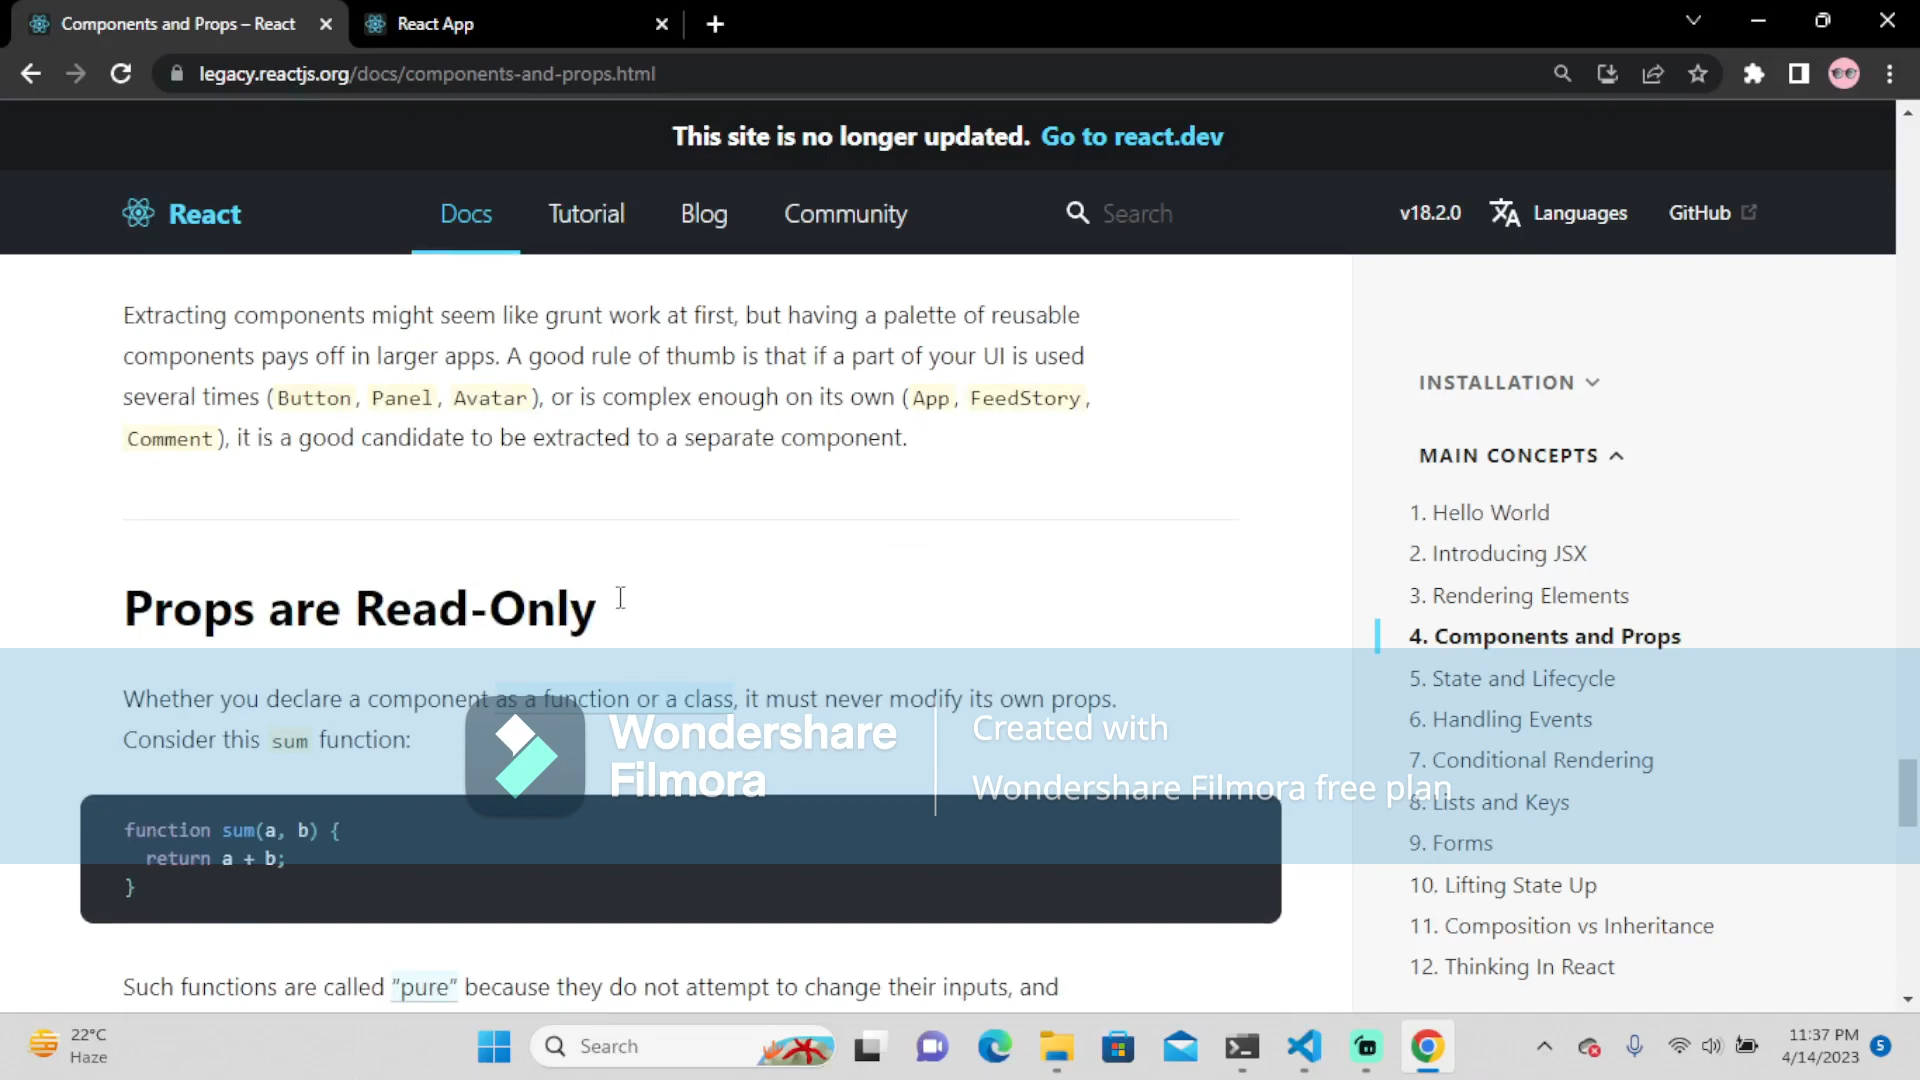 Components and Props – React
React App
legacy.reactjs.org/docs/components-and-props.html
This site is no longer updated. Go to react.dev
React
Docs
Tutorial
Blog
Community
Search
v18.2.0
Languages
GitHub
Extracting components might seem like grunt work at first, but having a palette of reusable
components pays off in larger apps. A good rule of thumb is that if a part of your UI is used
several times (Button, Panel, Avatar), or is complex enough on its own (App, FeedStory,
Comment), it is a good candidate to be extracted to a separate component.
Props are Read-Only
Whether you declare a component as a function or a class, it must never modify its own props.
Consider this sum function:
function sum(a, b) {
return a + b;
}
Such functions are called "pure" because they do not attempt to change their inputs, and
INSTALLATION
MAIN CONCEPTS
1. Hello World
2. Introducing JSX
3. Rendering Elements
4. Components and Props
5. State and Lifecycle
6. Handling Events
7. Conditional Rendering
8. Lists and Keys
9. Forms
10. Lifting State Up
11. Composition vs Inheritance
12. Thinking In React
Wondershare
Filmora
Created with
Wondershare Filmora free plan
22°C
Haze
Search
11:37 PM
4/14/2023
5